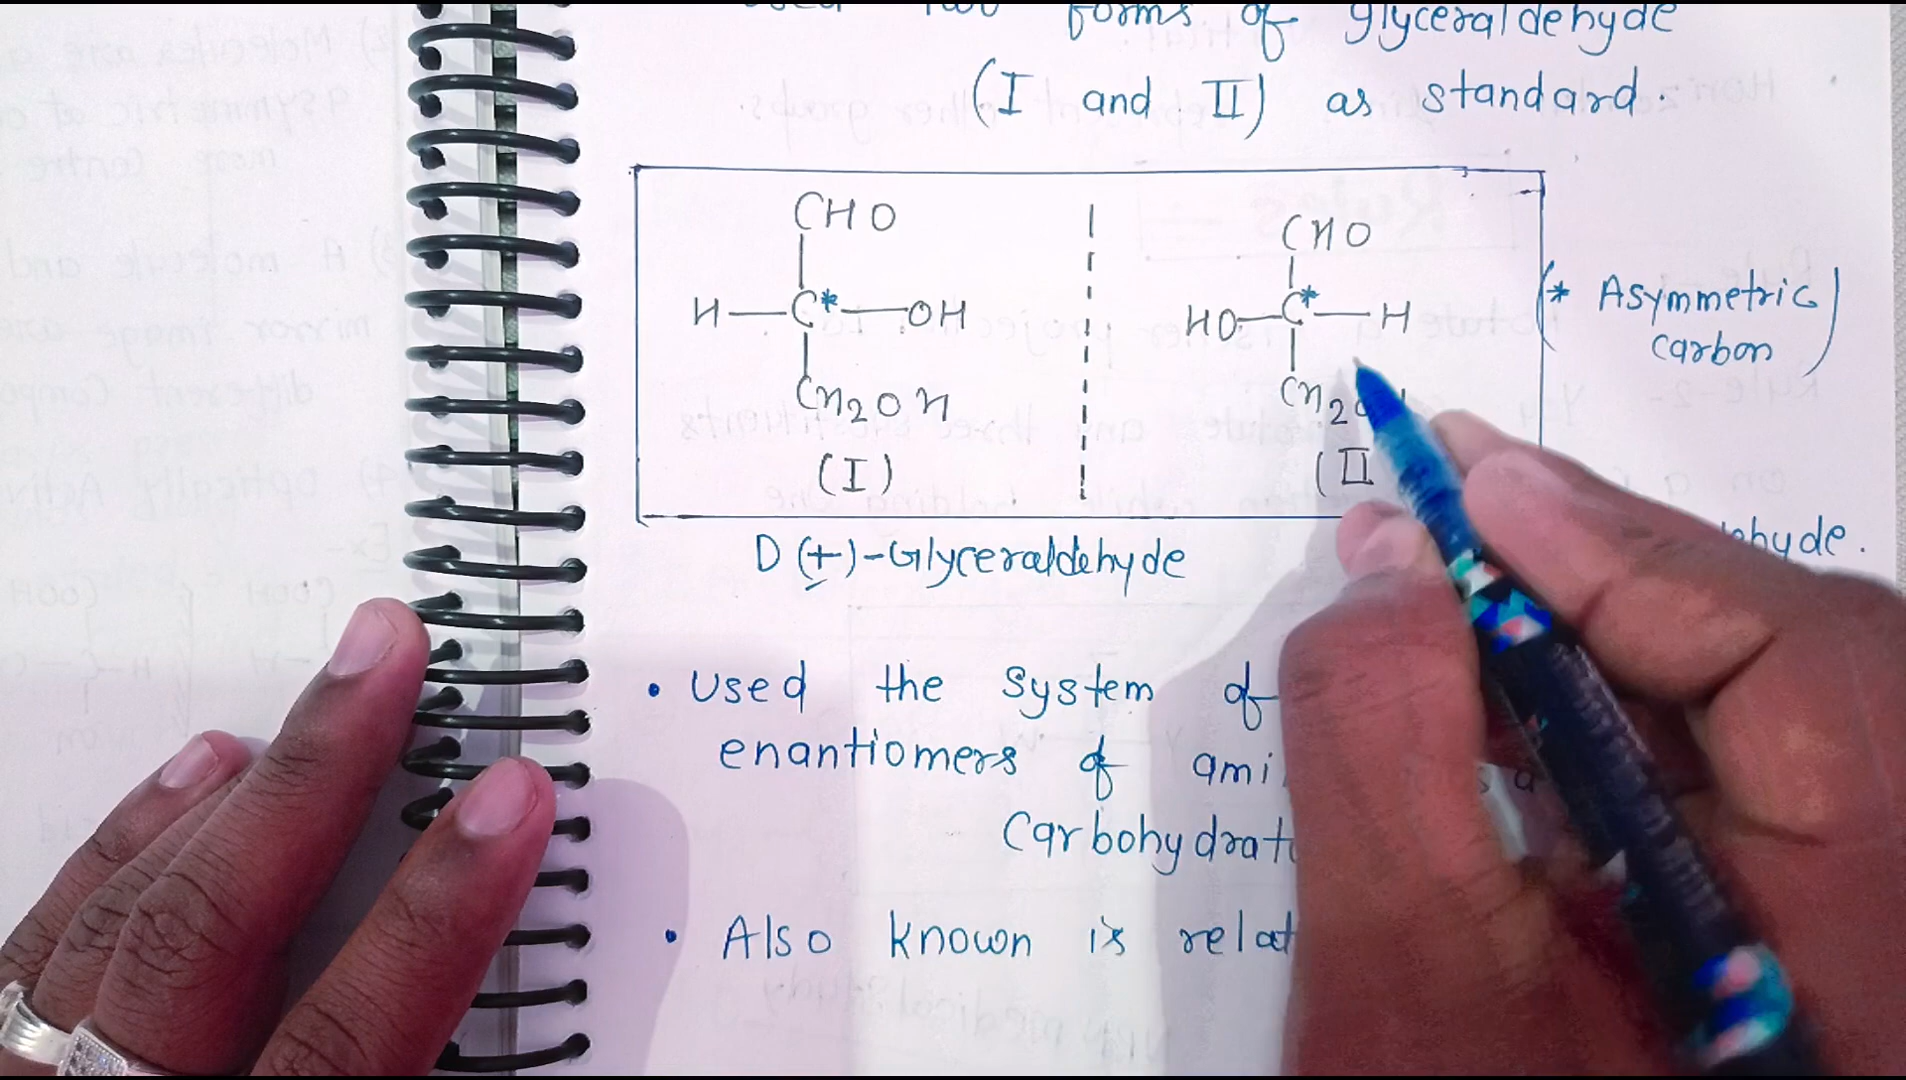 Two forms of glyceraldehyde
(I and II) as standard.
CHO CHO
H—C*—OH HO—C*—H
(* Asymmetric
carbon)
CH2OH CH2
(I) (II
D(+)-Glyceraldehyde hyde.
• Used the system of
enantiomers of ami
Carbohydrat
• Also known is relat